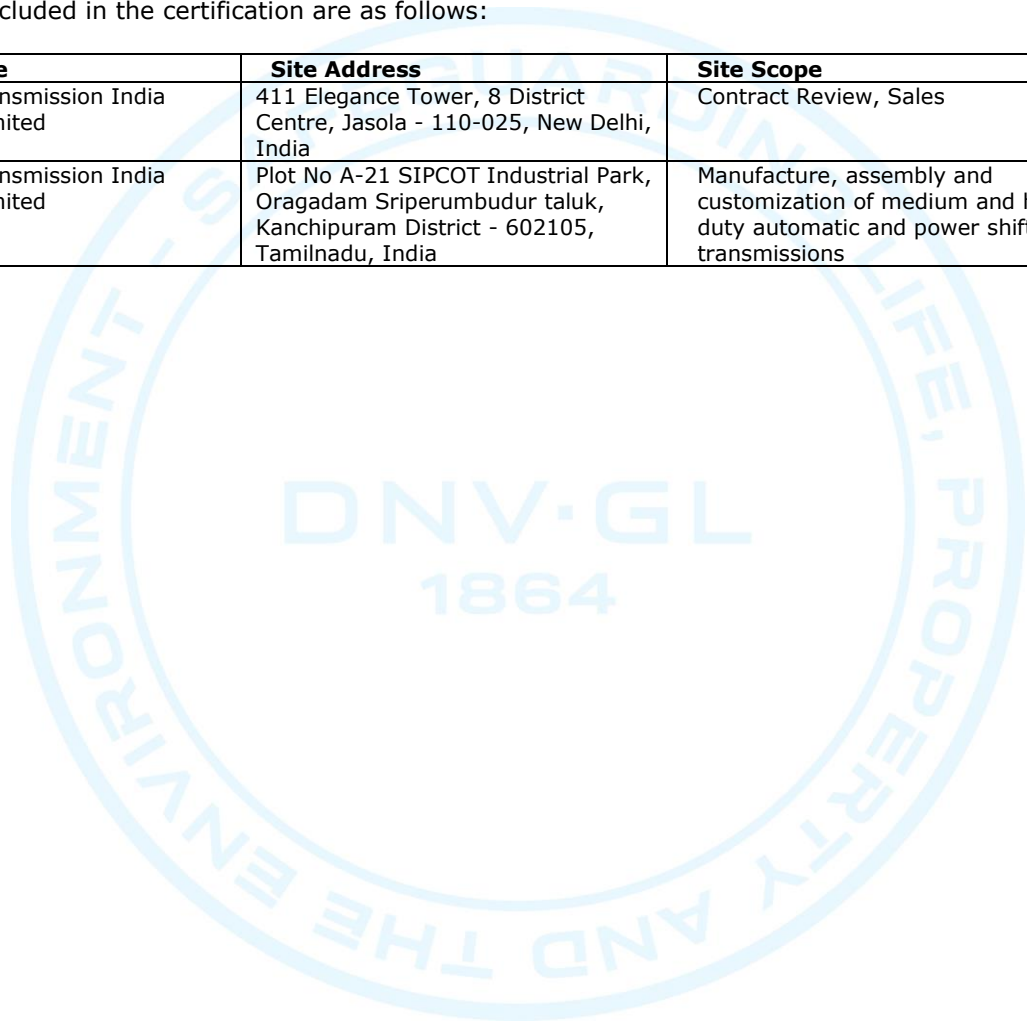 cluded in the certification are as follows:
e Site Address Site Scope
nsmission India 411 Elegance Tower, 8 District Contract Review, Sales
mited Centre, Jasola - 110-025, New Delhi,
India
nsmission India Plot No A-21 SIPCOT Industrial Park, Manufacture, assembly and
mited Oragadam Sriperumbudur taluk, customization of medium and h
Kanchipuram District - 602105, duty automatic and power shift
Tamilnadu, India transmissions
SAFEGUARDING LIFE, PROPERTY AND THE ENVIRONMENT -
DNV·GL
1864